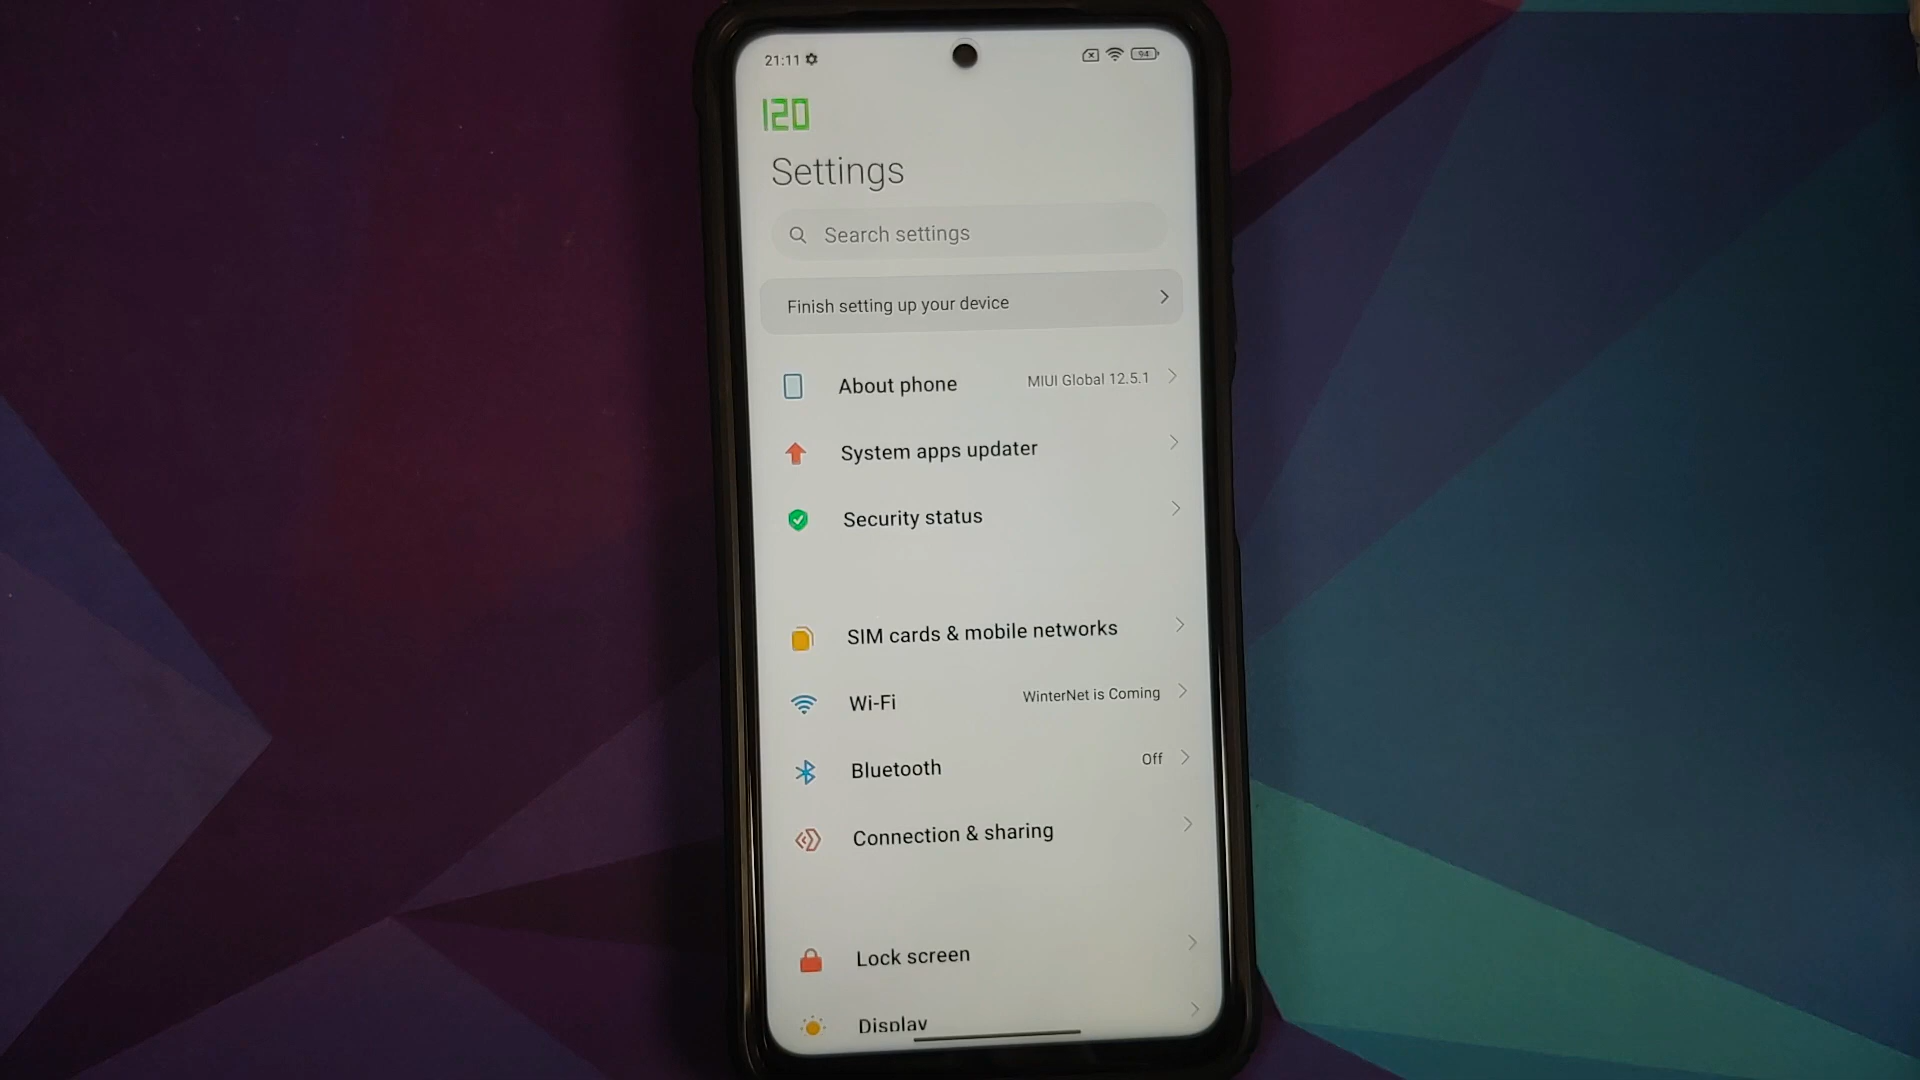 21:11
94
120
Settings
Search settings
Finish setting up your device
About phone
MIUI Global 12.5.1
System apps updater
Security status
SIM cards & mobile networks
Wi-Fi
WinterNet is Coming
Bluetooth
Off
Connection & sharing
Lock screen
Display